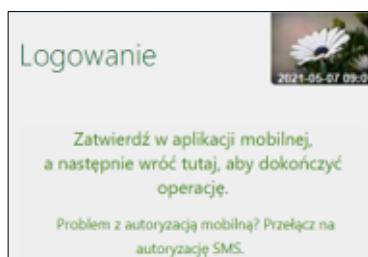 Logowanie
2021-05-07 09:0
Zatwierdź w aplikacji mobilnej,
a następnie wróć tutaj, aby dokończyć
operację.
Problem z autoryzacją mobilną? Przełącz na
autoryzację SMS.